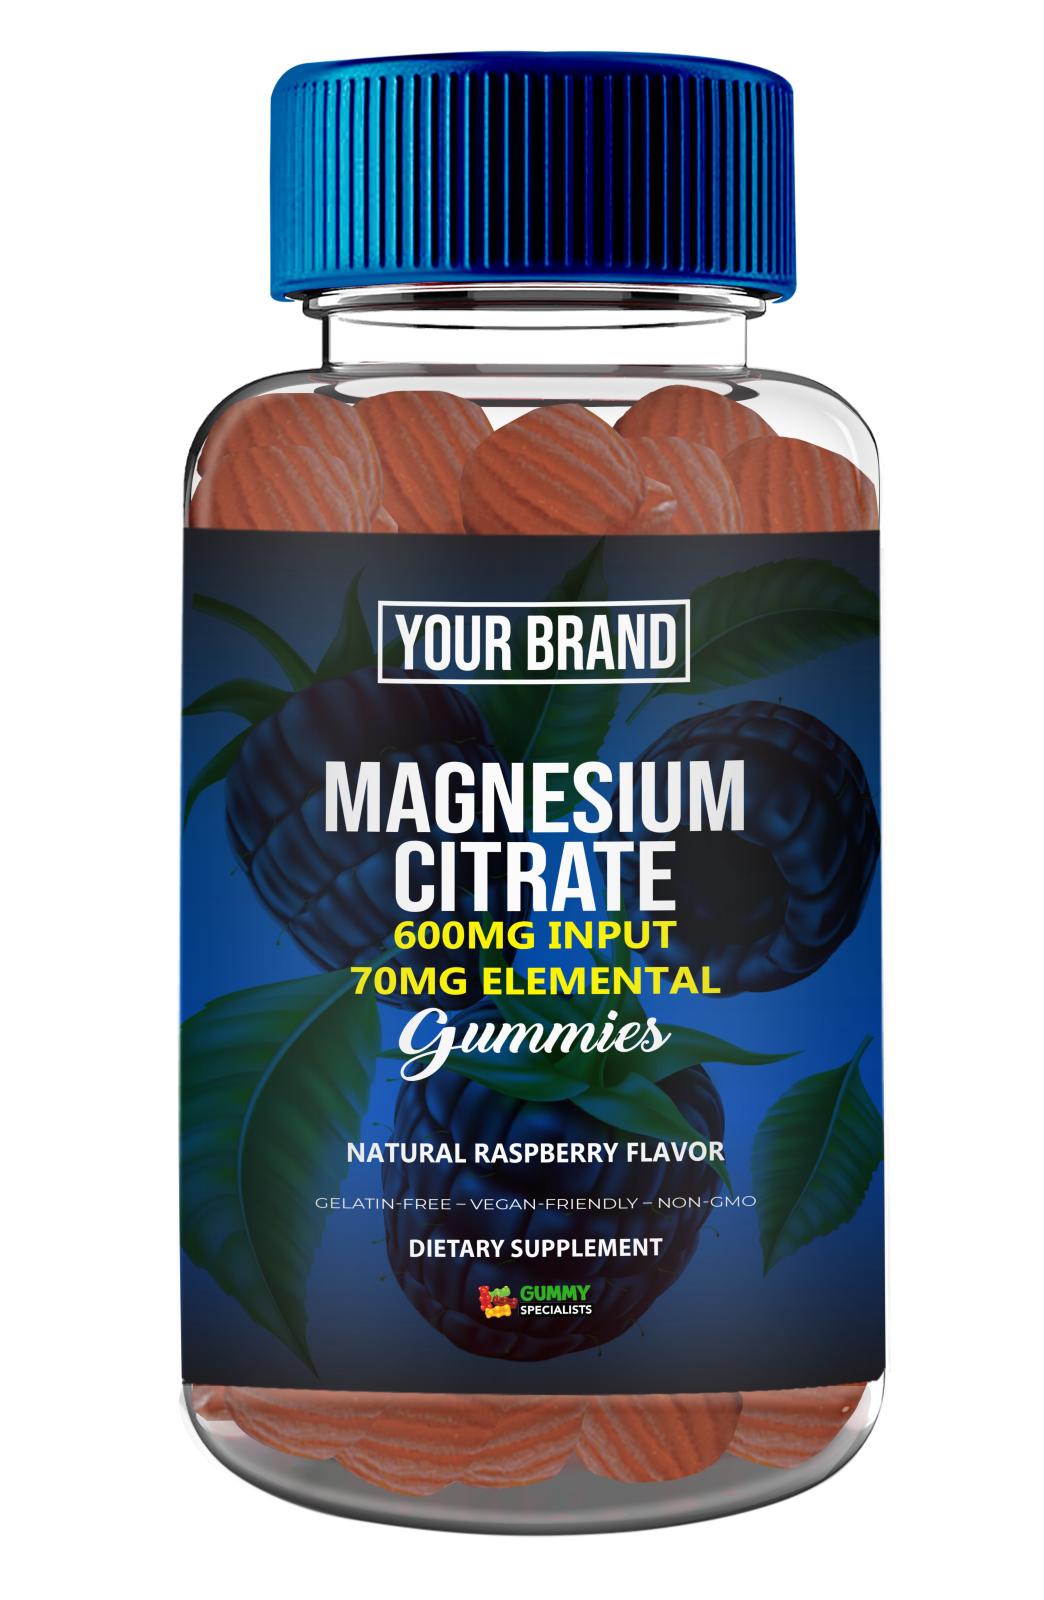 YOUR BRAND
MAGNESIUM
CITRATE
600MG INPUT
70MG ELEMENTAL
Gummies
NATURAL RASPBERRY FLAVOR
GELATIN-FREE – VEGAN-FRIENDLY – NON-GMO
DIETARY SUPPLEMENT
GUMMY
SPECIALISTS